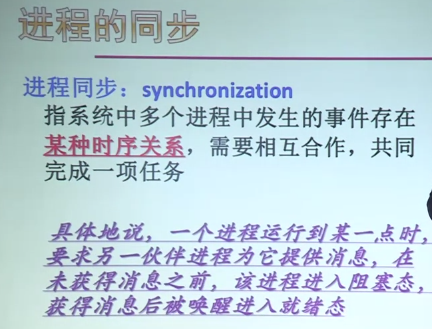 进程的同步
进程同步：synchronization
指系统中多个进程中发生的事件存在
某种时序关系，需要相互合作，共同
完成一项任务
具体地说，一个进程运行到某一点时，
要求另一伙伴进程为它提供消息，在
未获得消息之前，该进程进入阻塞态，
获得消息后被唤醒进入就绪态